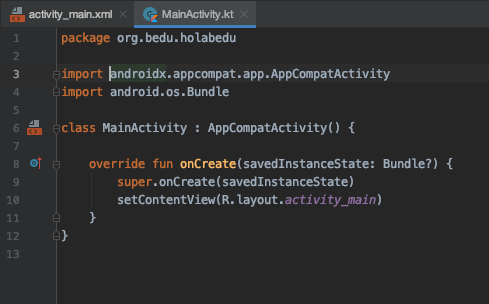 activity_main.xml MainActivity.kt
1 package org.bedu.holabedu
2
3 import androidx.appcompat.app.AppCompatActivity
4 import android.os.Bundle
5
6 class MainActivity : AppCompatActivity() {
7
8 override fun onCreate(savedInstanceState: Bundle?) {
9 super.onCreate(savedInstanceState)
10 setContentView(R.layout.activity_main)
11 }
12 }
13